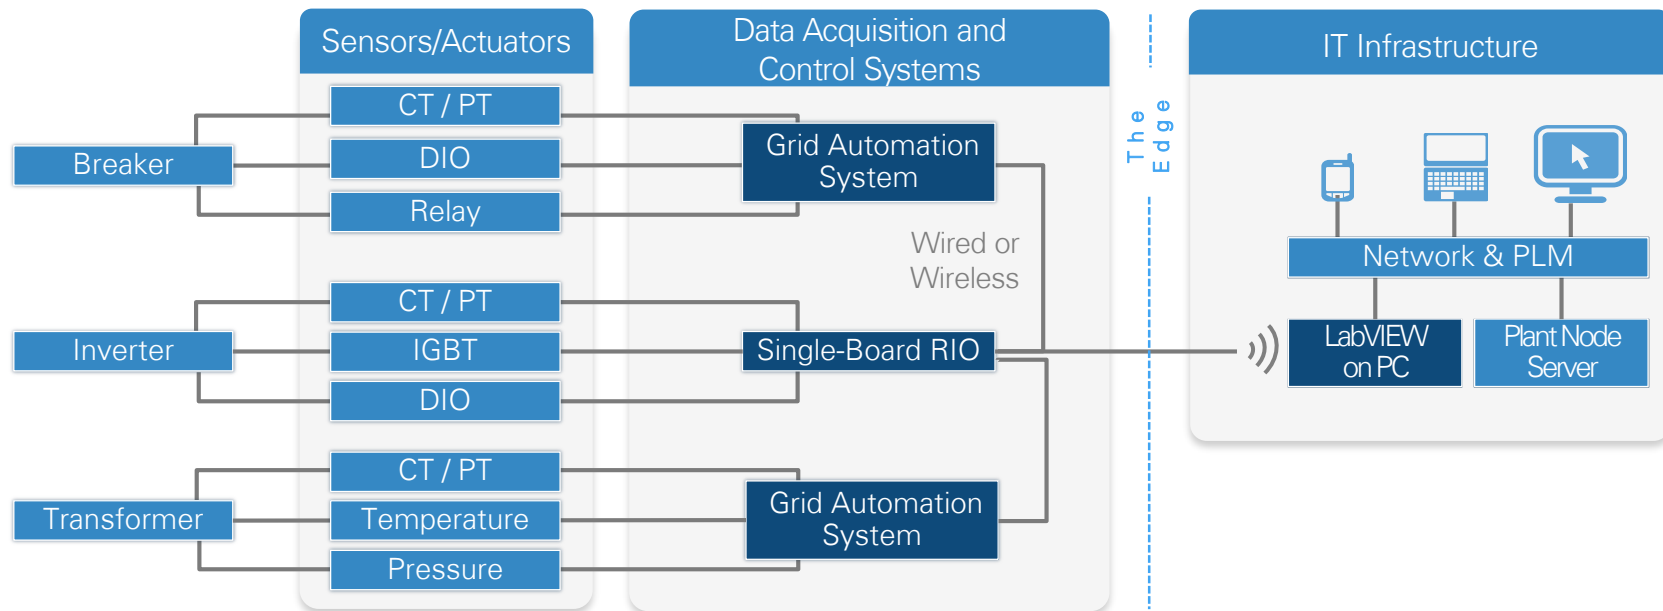 Sensors/Actuators
Data Acquisition and
Control Systems
The
Edge
IT Infrastructure
Breaker
CT / PT
DIO
Relay
Grid Automation
System
Wired or
Wireless
Inverter
CT / PT
IGBT
DIO
Single-Board RIO
Transformer
CT / PT
Temperature
Pressure
Grid Automation
System
Network & PLM
LabVIEW
on PC
Plant Node
Server